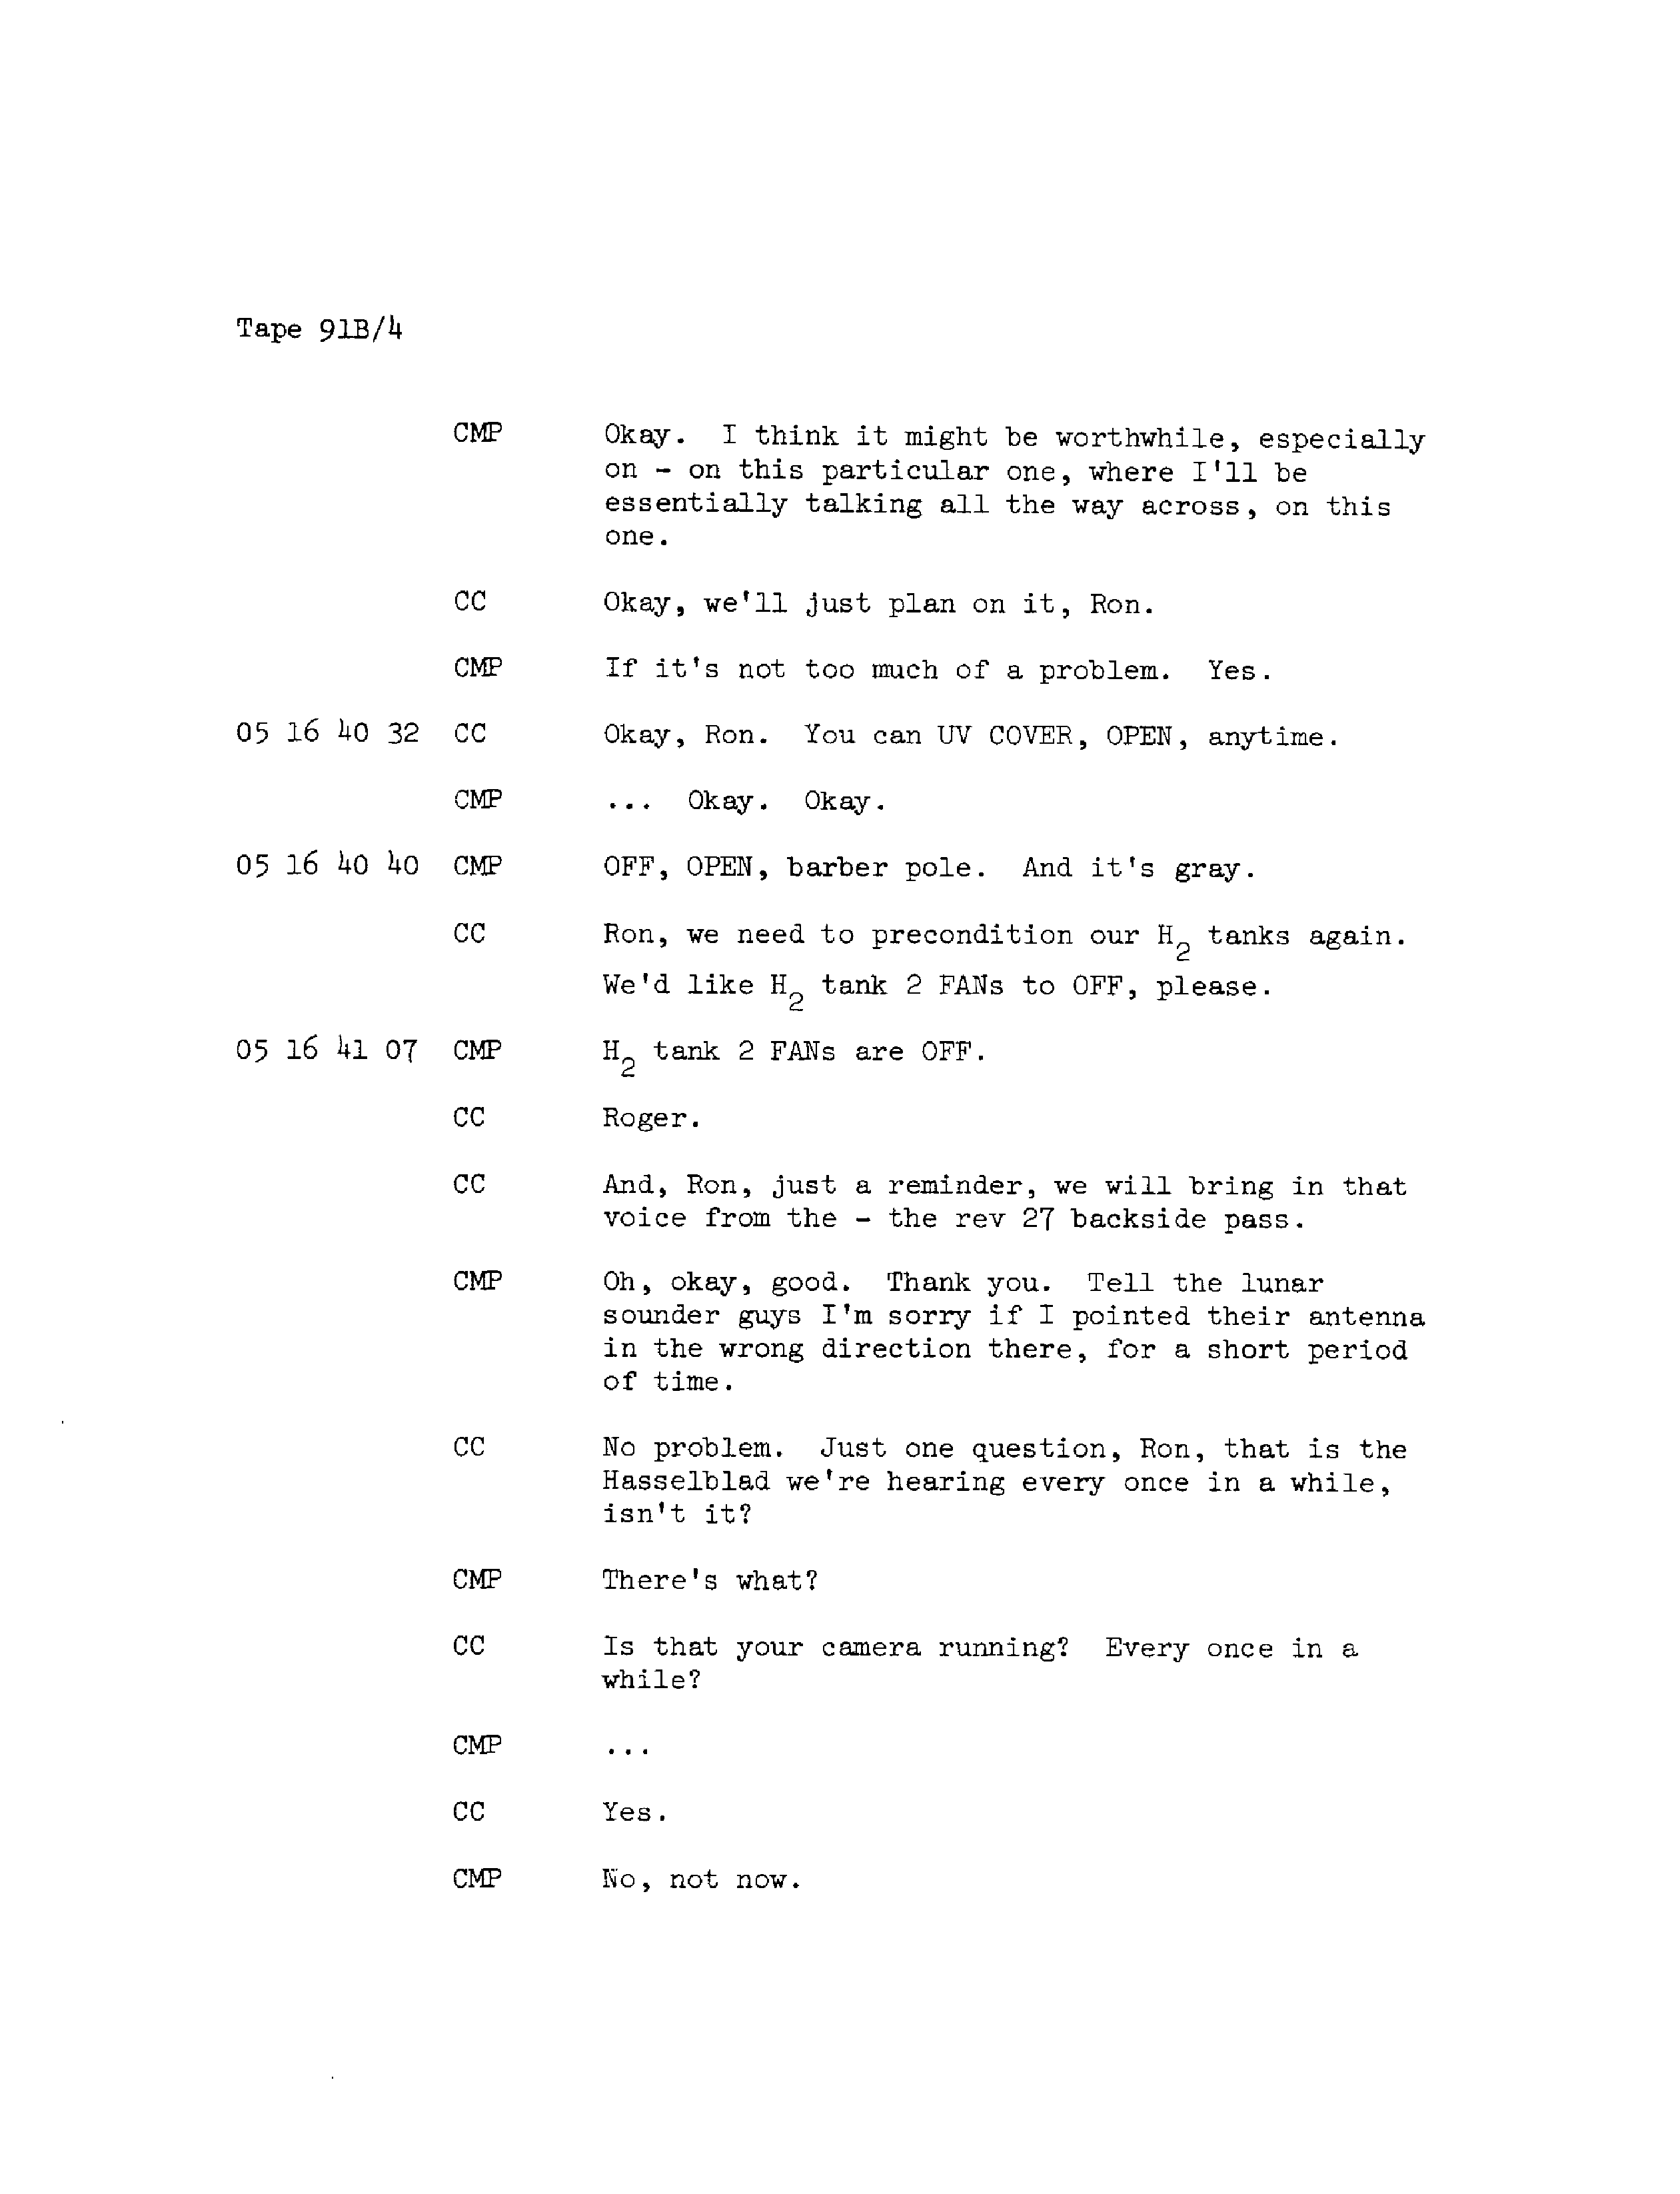 Tape 91B/4
CMP Okay. I think it might be worthwhile, especially
on - on this particular one, where I'll be
essentially talking all the way across, on this
one.
CC Okay, we'll just plan on it, Ron.
CMP If it's not too much of a problem. Yes.
05 16 40 32 CC Okay, Ron. You can UV COVER, OPEN, anytime.
CMP ... Okay. Okay.
05 16 40 40 CMP OFF, OPEN, barber pole. And it's gray.
CC Ron, we need to precondition our H2 tanks again.
We'd like H2 tank 2 FANs to OFF, please.
05 16 41 07 CMP H2 tank 2 FANs are OFF.
CC Roger.
CC And, Ron, just a reminder, we will bring in that
voice from the - the rev 27 backside pass.
CMP Oh, okay, good. Thank you. Tell the lunar
sounder guys I'm sorry if I pointed their antenna
in the wrong direction there, for a short period
of time.
CC No problem. Just one question, Ron, that is the
Hasselblad we're hearing every once in a while,
isn't it?
CMP There's what?
CC Is that your camera running? Every once in a
while?
CMP ...
CC Yes.
CMP No, not now.